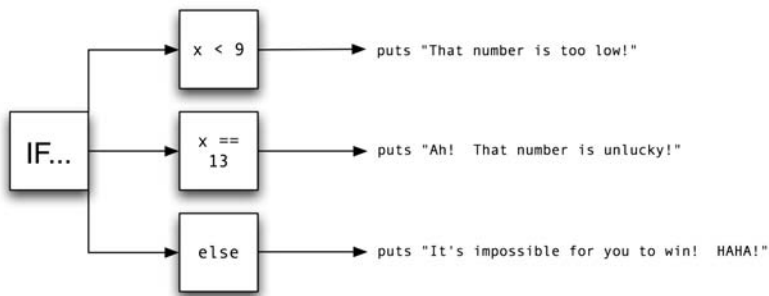 x < 9
puts "That number is too low!"
IF...
x ==
13
puts "Ah!  That number is unlucky!"
else
puts "It's impossible for you to win!  HAHA!"